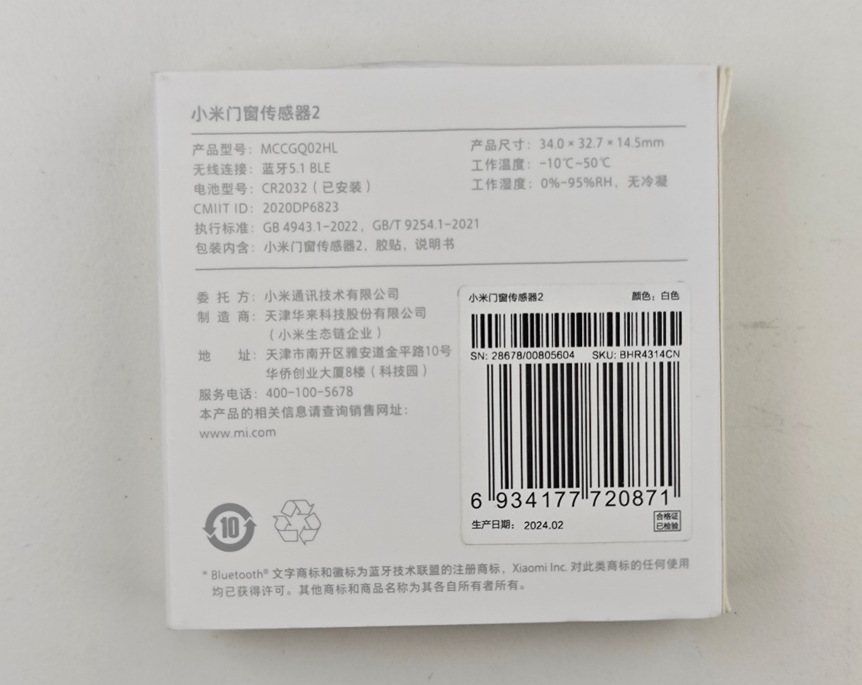 小米门窗传感器2
产品型号：MCCGQ02HL
无线连接：蓝牙5.1 BLE
电池型号：CR2032（已安装）
CMIIT ID：2020DP6823
执行标准：GB 4943.1-2022，GB/T 9254.1-2021
包装内含：小米门窗传感器2，胶贴，说明书
产品尺寸：34.0 × 32.7 × 14.5mm
工作温度：-10℃~50℃
工作湿度：0%-95%RH，无冷凝
委托方：小米通讯技术有限公司
制造商：天津华来科技股份有限公司
（小米生态链企业）
地址：天津市南开区雅安道金平路10号
华侨创业大厦8楼（科技园）
服务电话：400-100-5678
本产品的相关信息请查询销售网址：
www.mi.com
小米门窗传感器2 颜色：白色
SN: 28678/00805604 SKU: BHR4314CN
6 934177 720871
生产日期： 2024.02
合格证
已检验
10
* Bluetooth® 文字商标和徽标为蓝牙技术联盟的注册商标，Xiaomi Inc. 对此类商标的任何使用
均已获得许可。其他商标和商品名称为其各自所有者所有。